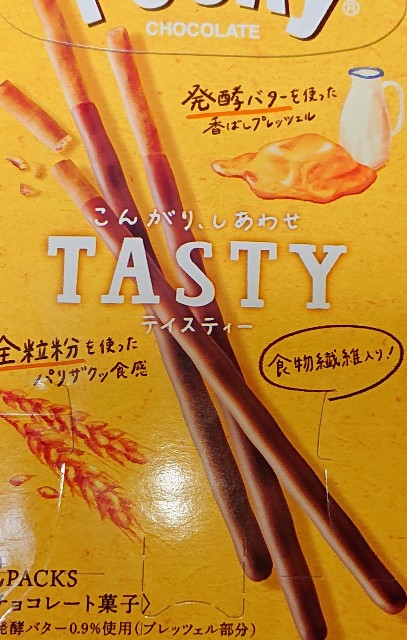 CHOCOLATE
発酵バターを使った
香ばしプレッツェル
こんがり、しあわせ
TASTY
テイスティー
全粒粉を使った
パリザクッ食感
食物繊維入り!
PACKS
チョコレート菓子〉
発酵バター0.9%使用(プレッツェル部分)